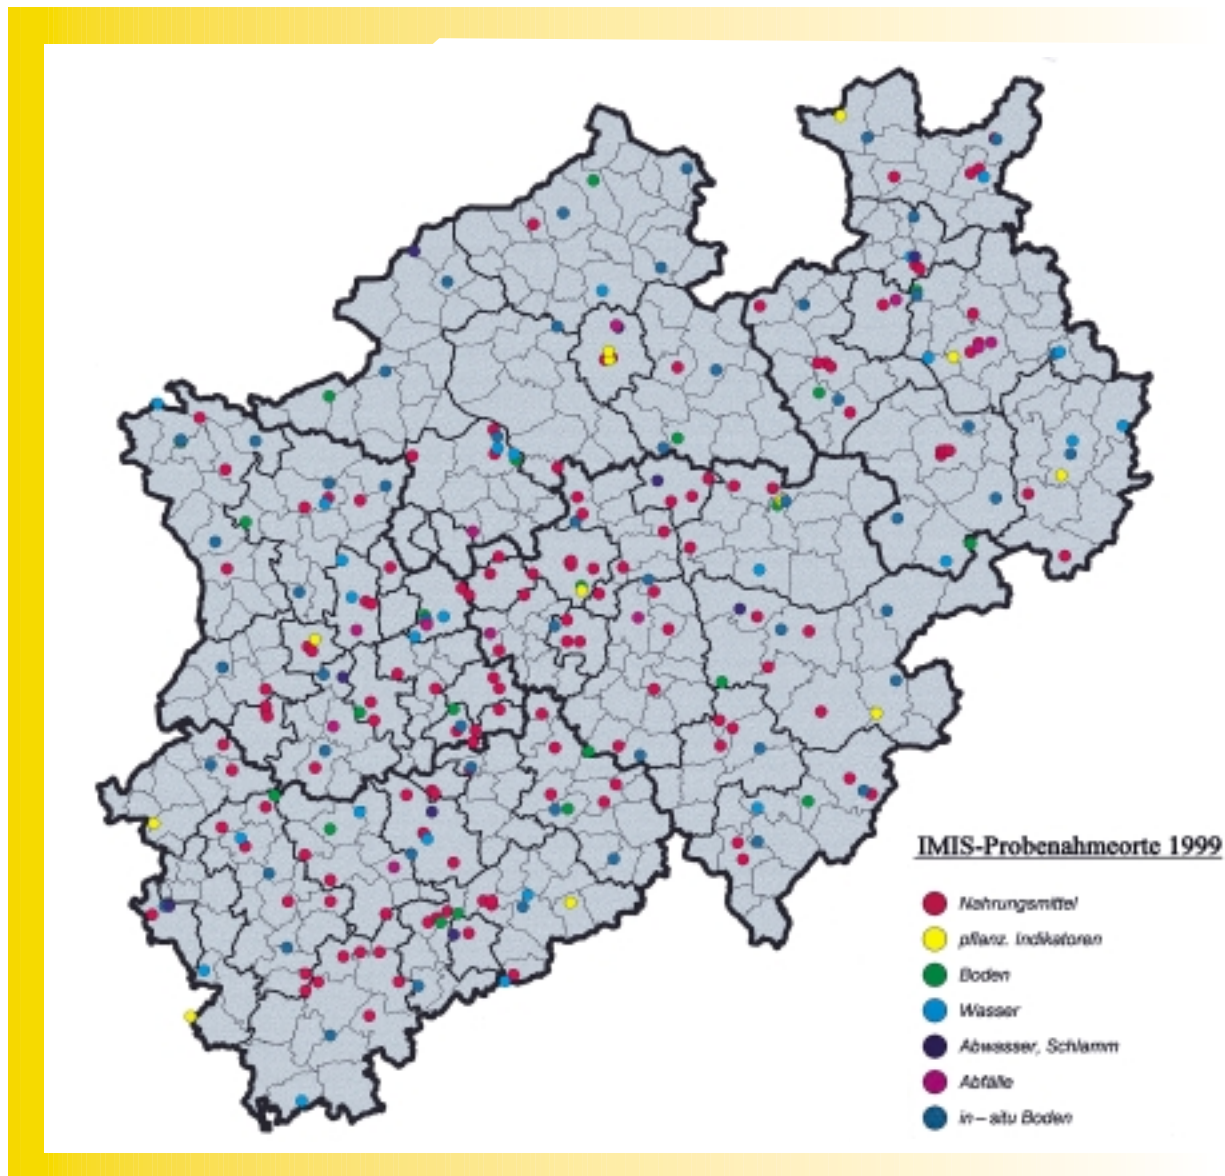 IMIS-Probenahmeorte 1999
Nahrungsmittel
pflanz. Indikatoren
Boden
Wasser
Abwasser, Schlamm
Abfälle
in-situ Boden